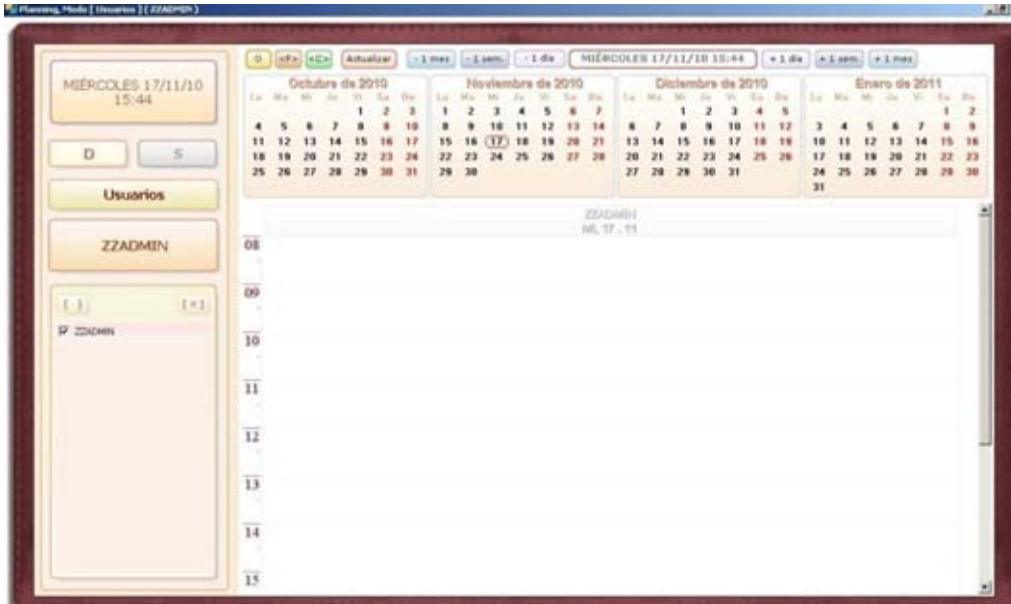 Planning, Modo [ Usuarios ] ( ZZADMIN )
MIÉRCOLES 17/11/10
15:44
D S
Usuarios
ZZADMIN
[ ] [×]
ZZADMIN
O <F> <C> Actualizar - 1 mes - 1 sem. - 1 dia MIÉRCOLES 17/11/10 15:44 + 1 dia + 1 sem. + 1 mes
Octubre de 2010
Lu Ma Mi Ju Vi Sa Do
1 2 3
4 5 6 7 8 9 10
11 12 13 14 15 16 17
18 19 20 21 22 23 24
25 26 27 28 29 30 31
Noviembre de 2010
Lu Ma Mi Ju Vi Sa Do
1 2 3 4 5 6 7
8 9 10 11 12 13 14
15 16 17 18 19 20 21
22 23 24 25 26 27 28
29 30
Diciembre de 2010
Lu Ma Mi Ju Vi Sa Do
1 2 3 4 5
6 7 8 9 10 11 12
13 14 15 16 17 18 19
20 21 22 23 24 25 26
27 28 29 30 31
Enero de 2011
Lu Ma Mi Ju Vi Sa Do
1 2
3 4 5 6 7 8 9
10 11 12 13 14 15 16
17 18 19 20 21 22 23
24 25 26 27 28 29 30
31
ZZADMIN
Mi, 17 . 11
08
09
10
11
12
13
14
15